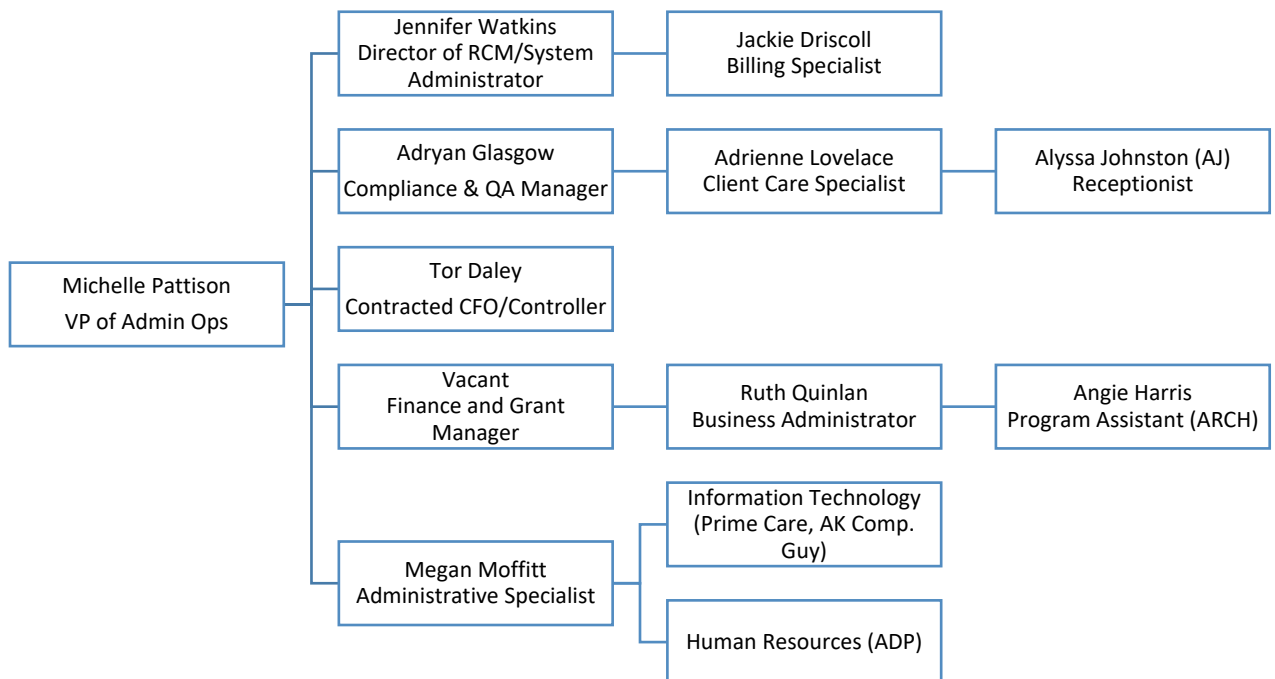 Jennifer Watkins
Director of RCM/System
Administrator
Jackie Driscoll
Billing Specialist
Adryan Glasgow
Compliance & QA Manager
Adrienne Lovelace
Client Care Specialist
Alyssa Johnston (AJ)
Receptionist
Michelle Pattison
VP of Admin Ops
Tor Daley
Contracted CFO/Controller
Vacant
Finance and Grant
Manager
Ruth Quinlan
Business Administrator
Angie Harris
Program Assistant (ARCH)
Megan Moffitt
Administrative Specialist
Information Technology
(Prime Care, AK Comp.
Guy)
Human Resources (ADP)